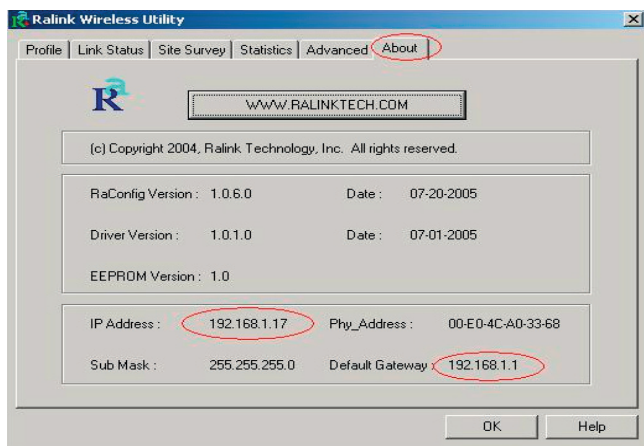 Ralink Wireless Utility
Profile Link Status Site Survey Statistics Advanced About
Ra
WWW.RALINKTECH.COM
(c) Copyright 2004, Ralink Technology, Inc. All rights reserved.
RaConfig Version : 1.0.6.0 Date : 07-20-2005
Driver Version : 1.0.1.0 Date : 07-01-2005
EEPROM Version : 1.0
IP Address : 192.168.1.17 Phy_Address : 00-E0-4C-A0-33-68
Sub Mask : 255.255.255.0 Default Gateway : 192.168.1.1
OK Help